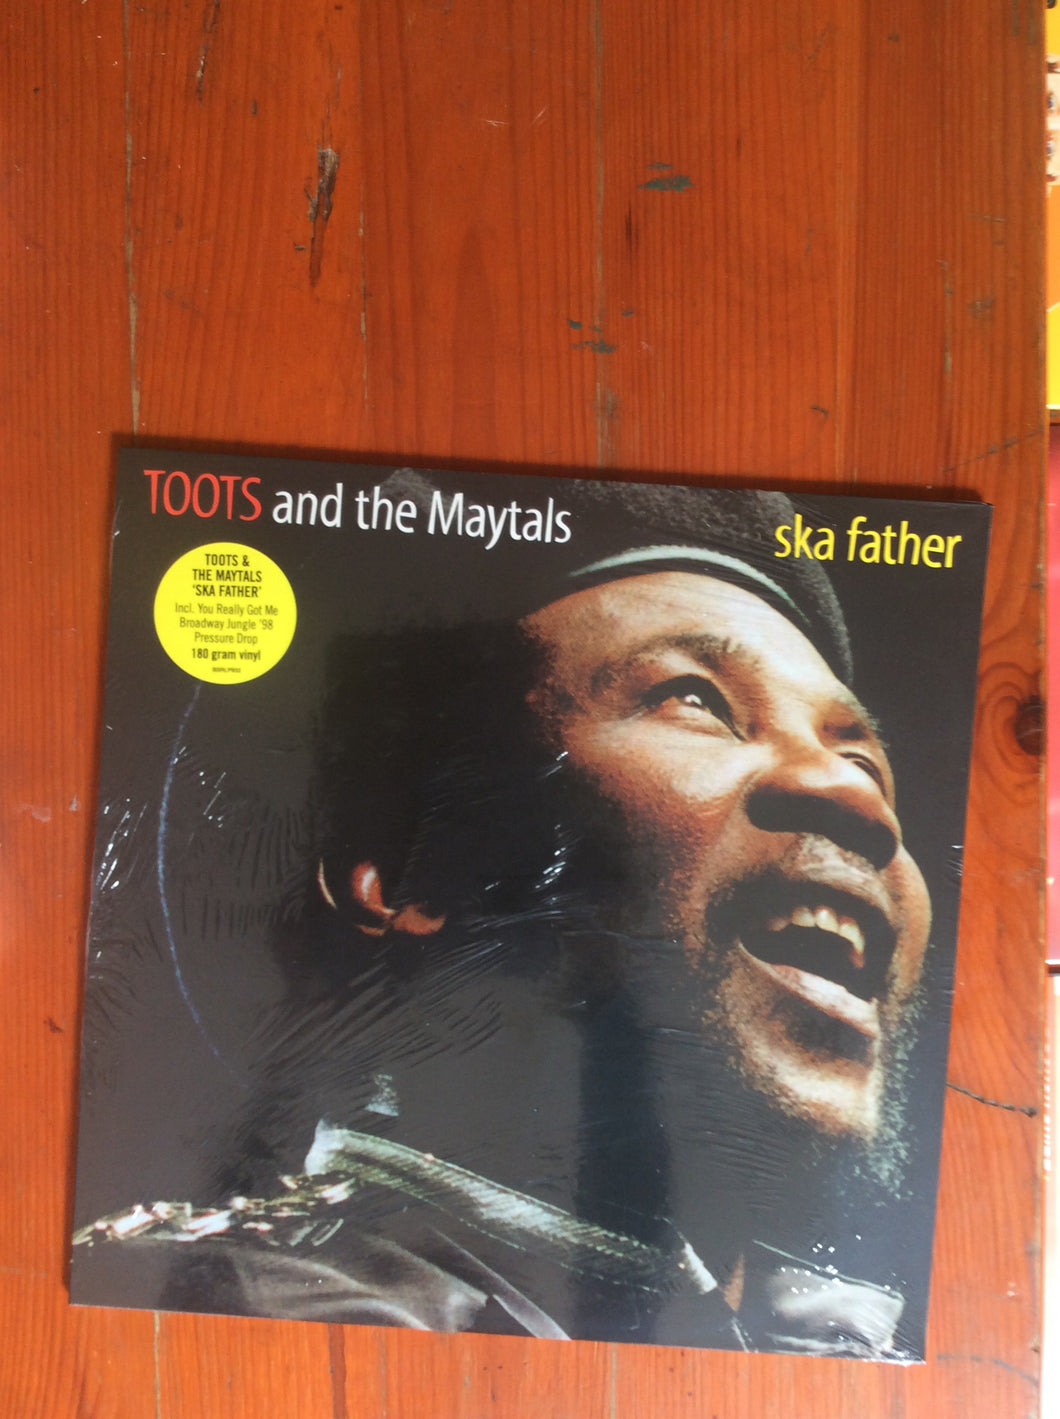 TOOTS and the Maytals
ska father
TOOTS &
THE MAYTALS
'SKA FATHER'
Incl. You Really Got Me
Broadway Jungle '98
Pressure Drop
180 gram vinyl